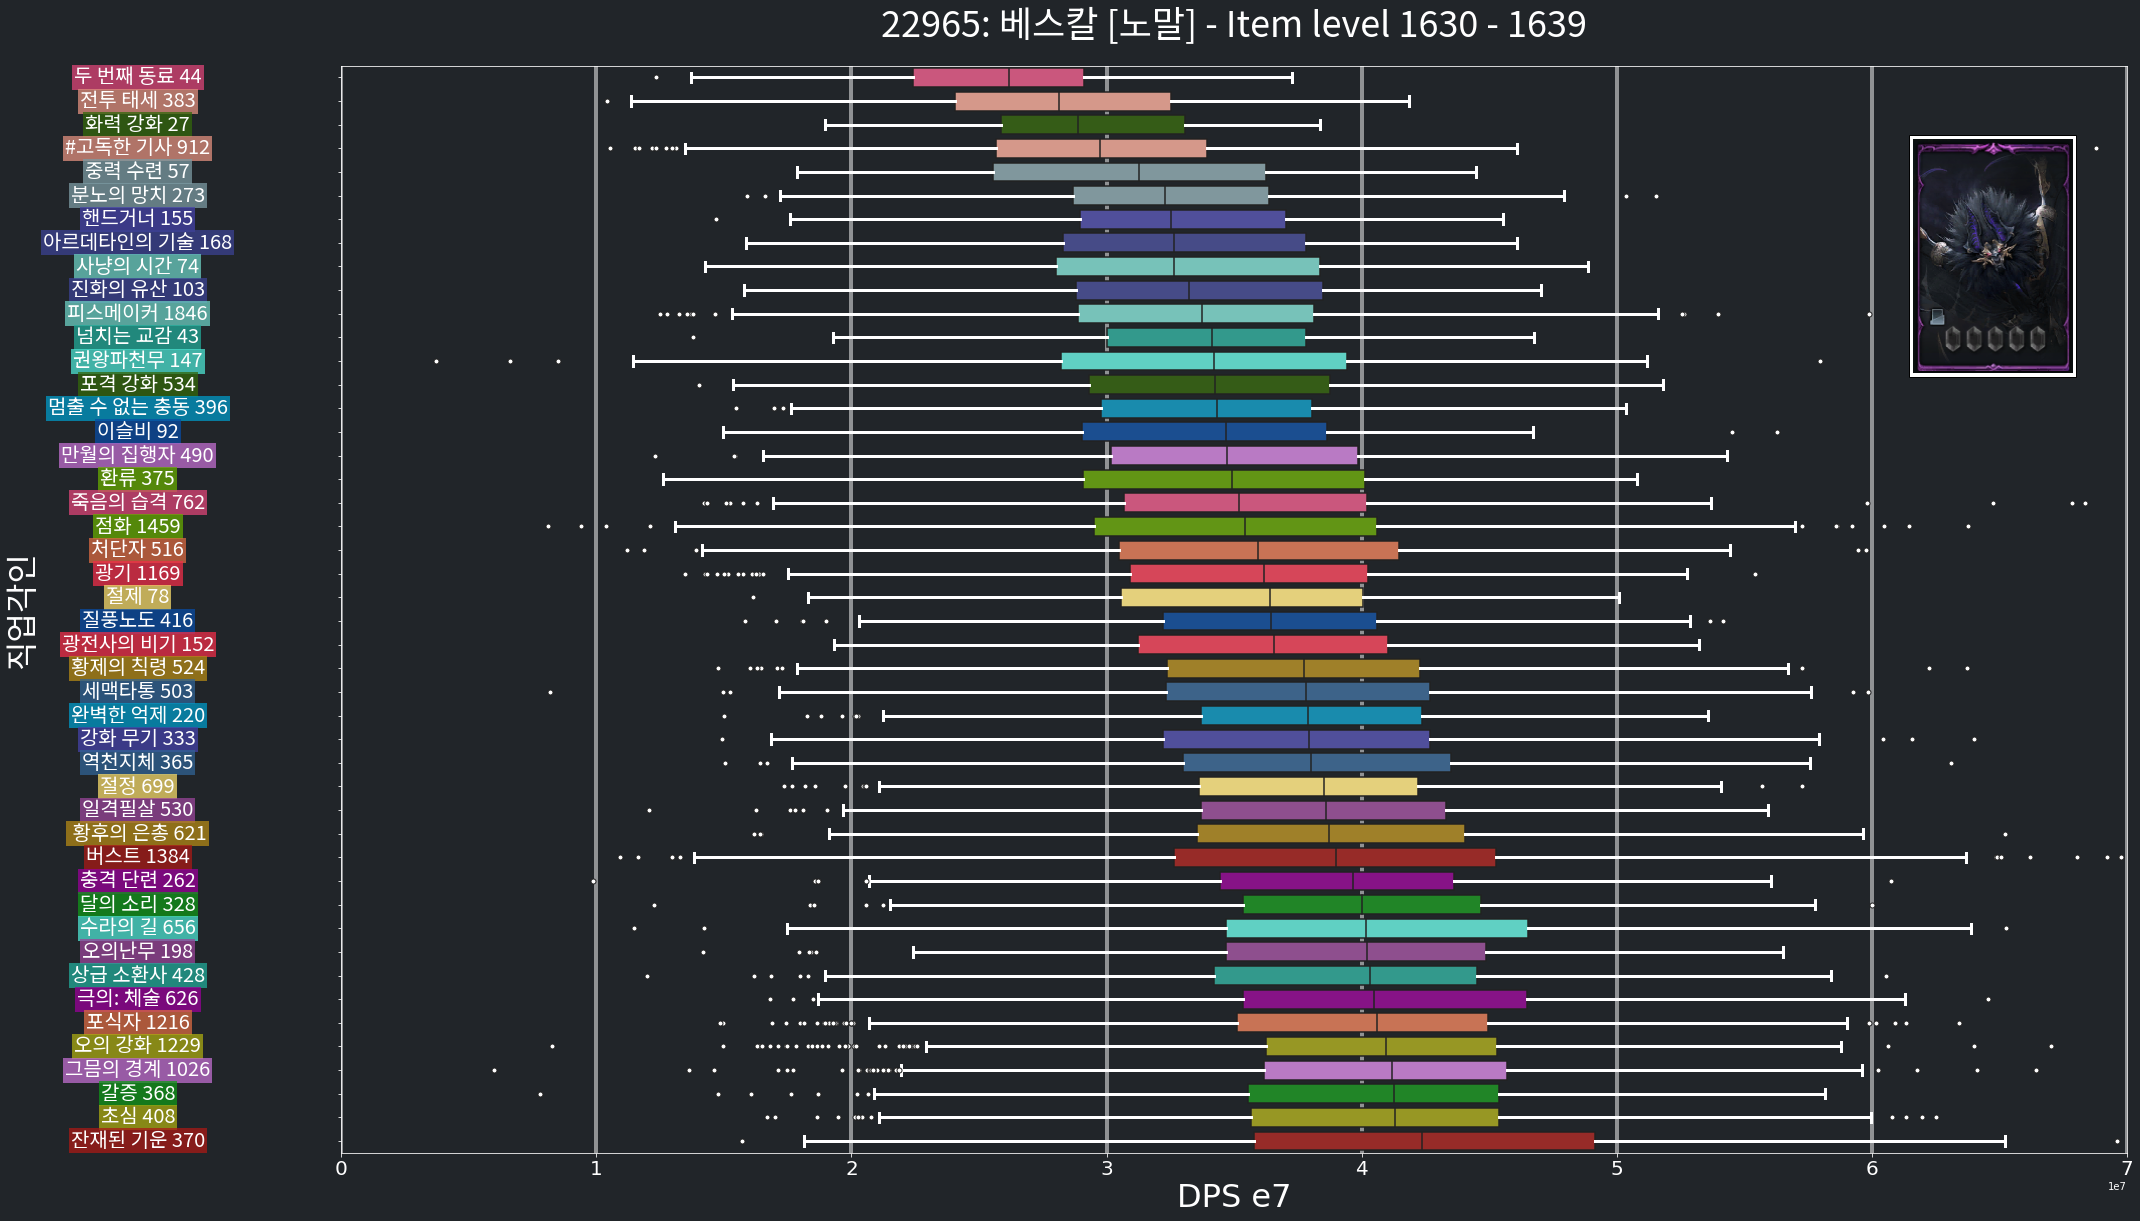 22965: 베스칼 [노말] - Item level 1630 - 1639
두 번째 동료 44
전투 태세 383
화력 강화 27
#고독한 기사 912
중력 수련 57
분노의 망치 273
핸드거너 155
아르데타인의 기술 168
사냥의 시간 74
진화의 유산 103
피스메이커 1846
넘치는 교감 43
권왕파천무 147
포격 강화 534
멈출 수 없는 충동 396
이슬비 92
만월의 집행자 490
환류 375
죽음의 습격 762
점화 1459
처단자 516
광기 1169
절제 78
질풍노도 416
광전사의 비기 152
황제의 칙령 524
세맥타통 503
완벽한 억제 220
강화 무기 333
역천지체 365
절정 699
일격필살 530
황후의 은총 621
버스트 1384
충격 단련 262
달의 소리 328
수라의 길 656
오의난무 198
상급 소환사 428
극의: 체술 626
포식자 1216
오의 강화 1229
그믐의 경계 1026
갈증 368
초심 408
잔재된 기운 370
직업각인
0 1 2 3 4 5 6 7
1e7
DPS e7